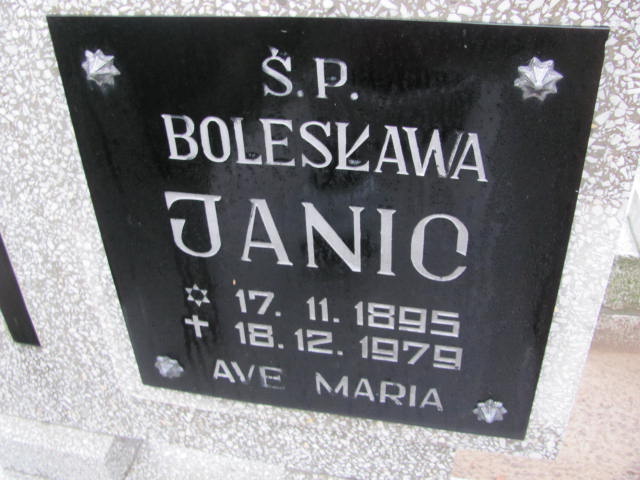 Ś.P.
BOLESŁAWA
JANIC
✡ 17. 11. 1895
✝ 18. 12. 1979
AVE MARIA